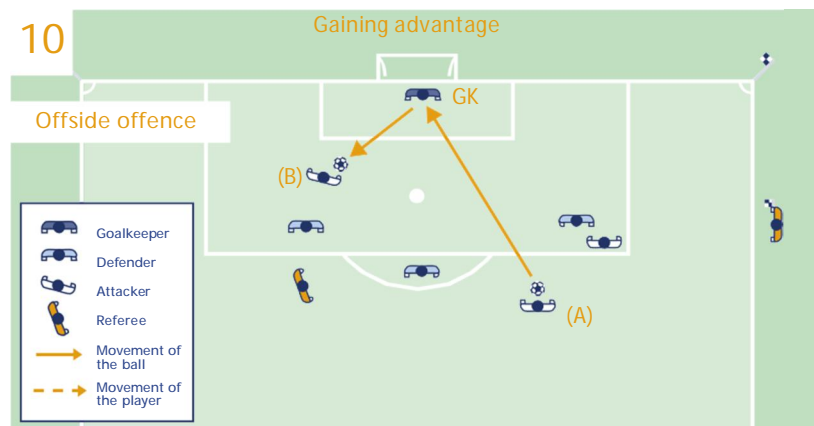 10
Gaining advantage
GK
Offside offence
(B)
(A)
Goalkeeper
Defender
Attacker
Referee
Movement of
the ball
Movement of
the player